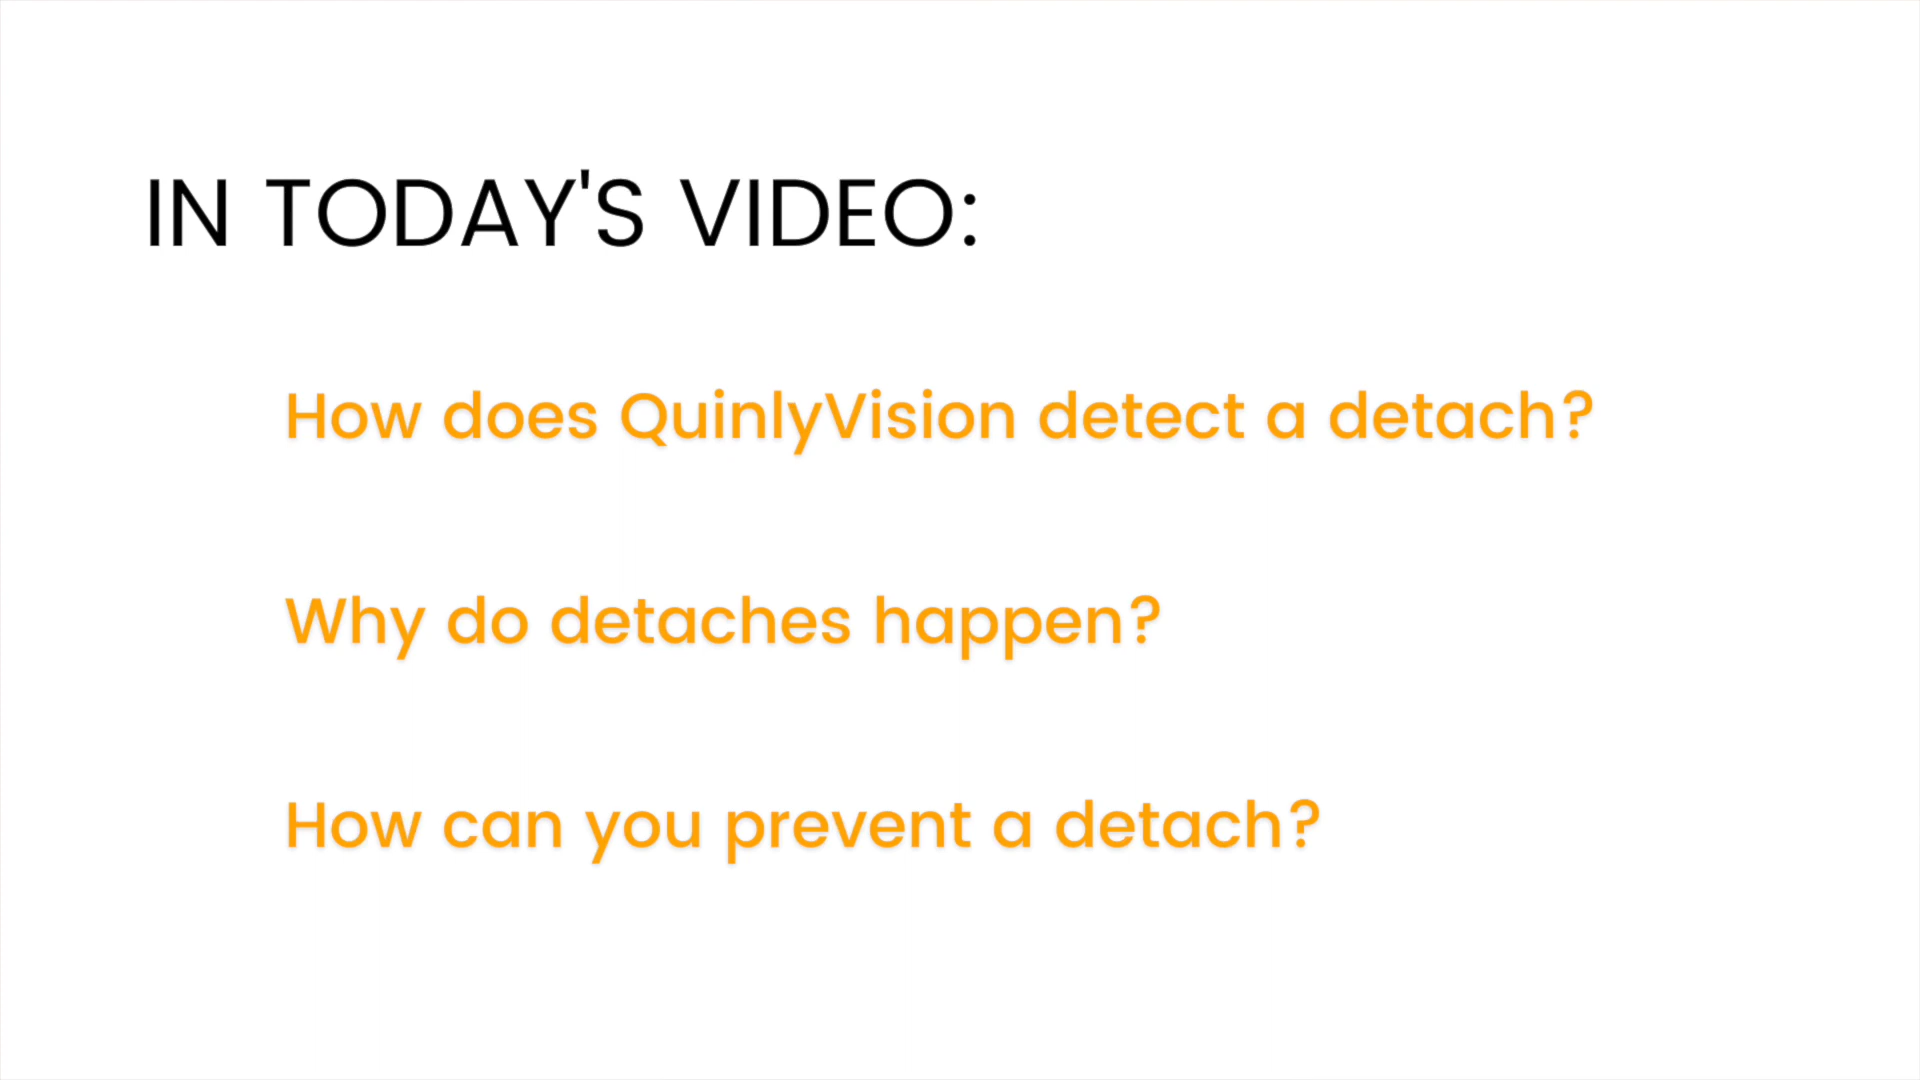 IN TODAY'S VIDEO:
How does QuinlyVision detect a detach?
Why do detaches happen?
How can you prevent a detach?